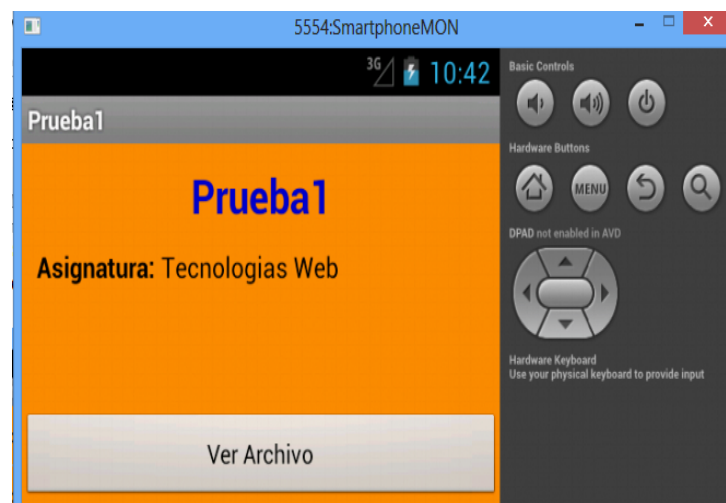 5554:SmartphoneMON
3G 10:42
Prueba1
Prueba1
Asignatura: Tecnologias Web
Ver Archivo
Basic Controls
Hardware Buttons
MENU
DPAD not enabled in AVD
Hardware Keyboard
Use your physical keyboard to provide input